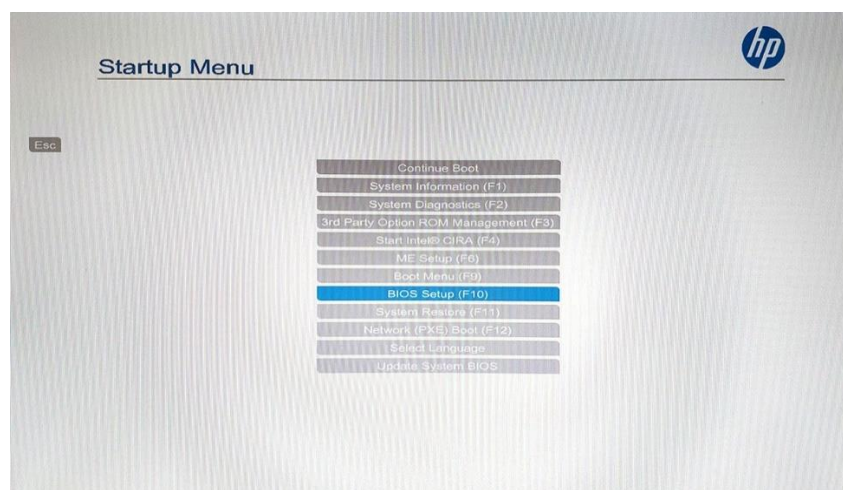 hp
Startup Menu
Esc
Continue Boot
System Information (F1)
System Diagnostics (F2)
3rd Party Option ROM Management (F3)
Start Intel® CIRA (F4)
ME Setup (F6)
Boot Menu (F9)
BIOS Setup (F10)
System Restore (F11)
Network (PXE) Boot (F12)
Select Language
Update System BIOS